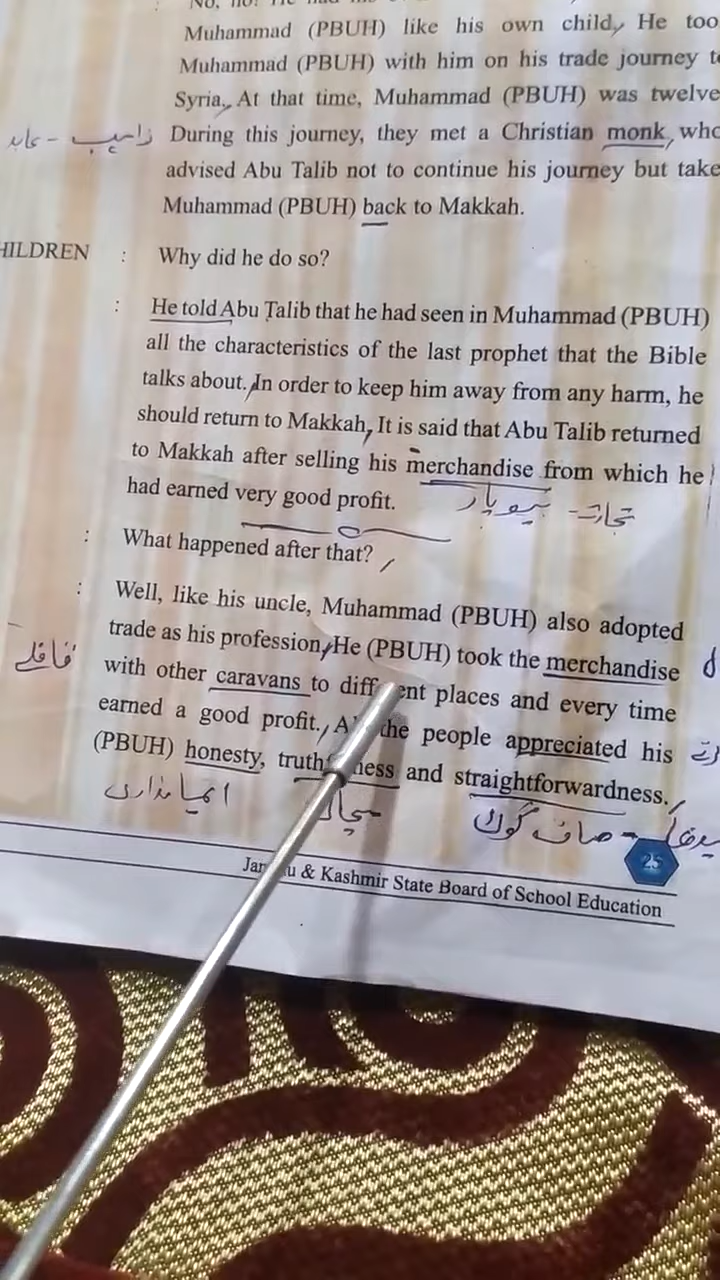 Muhammad (PBUH) like his own child, He too
Muhammad (PBUH) with him on his trade journey t
Syria, At that time, Muhammad (PBUH) was twelve
راہب - عابد During this journey, they met a Christian monk, who
advised Abu Talib not to continue his journey but take
Muhammad (PBUH) back to Makkah.
HILDREN : Why did he do so?
: He told Abu Talib that he had seen in Muhammad (PBUH)
all the characteristics of the last prophet that the Bible
talks about. In order to keep him away from any harm, he
should return to Makkah, It is said that Abu Talib returned
to Makkah after selling his merchandise from which he
had earned very good profit.
تجارت - بیوپار
: What happened after that?
: Well, like his uncle, Muhammad (PBUH) also adopted
trade as his profession, He (PBUH) took the merchandise
قافلے with other caravans to diff ent places and every time
earned a good profit. A the people appreciated his
(PBUH) honesty, truth ness and straightforwardness.
ایمانداری
صاف گوئی
25
Ja u & Kashmir State Board of School Education